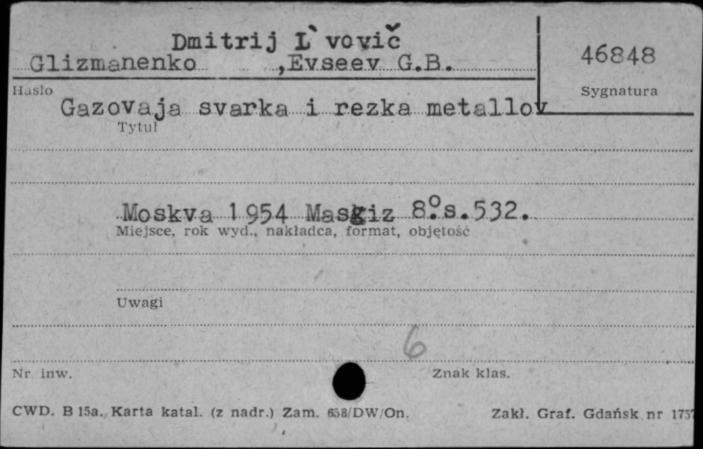 Dmitrij L`vovič
Glizmanenko ,Evseev G.B.
46848
Hasło
Sygnatura
Gazovaja svarka i rezka metallov
Tytuł
Moskva 1954 Masgiz 8º.s.532.
Miejsce, rok wyd., nakładca, format, objętość
Uwagi
6
Nr inw.
Znak klas.
CWD. B 15a. Karta katal. (z nadr.) Zam. 658/DW/On. Zakł. Graf. Gdańsk nr 1757